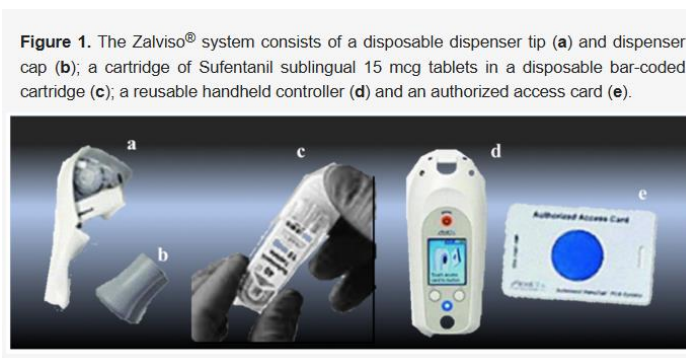 Figure 1. The Zalviso® system consists of a disposable dispenser tip (a) and dispenser
cap (b); a cartridge of Sufentanil sublingual 15 mcg tablets in a disposable bar-coded
cartridge (c); a reusable handheld controller (d) and an authorized access card (e).
a
c
d
e
b
Authorized Access Card